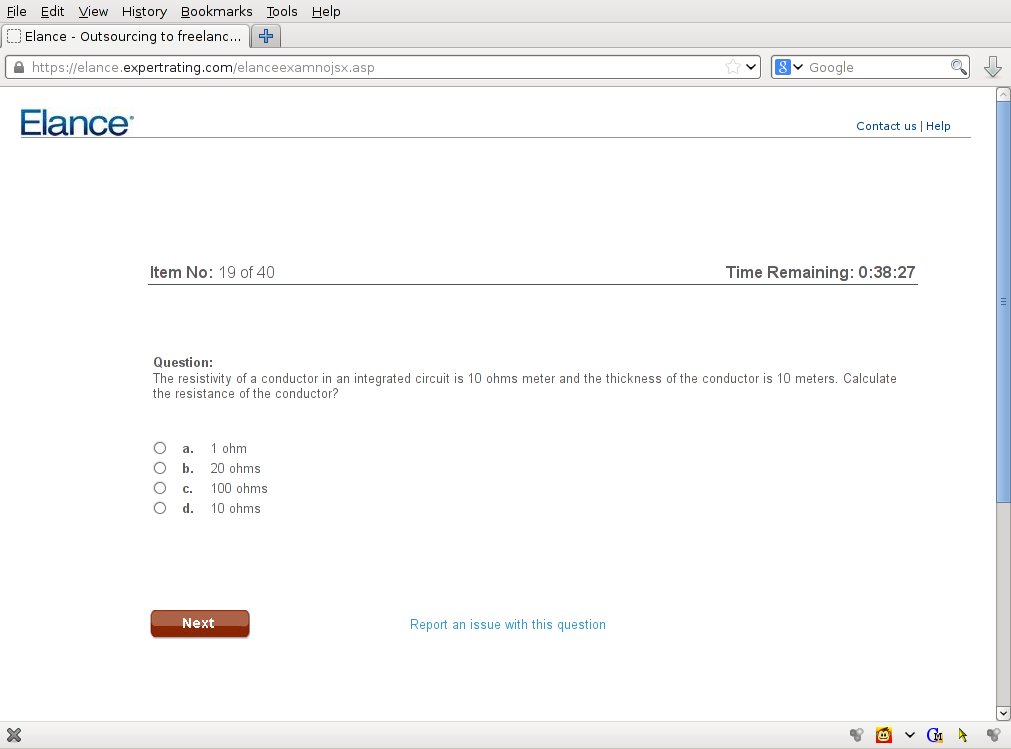 File Edit View History Bookmarks Tools Help
Elance - Outsourcing to freelanc...
https://elance.expertrating.com/elanceexamnojsx.asp
8 Google
Elance
Contact us | Help
Item No: 19 of 40
Time Remaining: 0:38:27
Question:
The resistivity of a conductor in an integrated circuit is 10 ohms meter and the thickness of the conductor is 10 meters. Calculate
the resistance of the conductor?
a. 1 ohm
b. 20 ohms
c. 100 ohms
d. 10 ohms
Next
Report an issue with this question